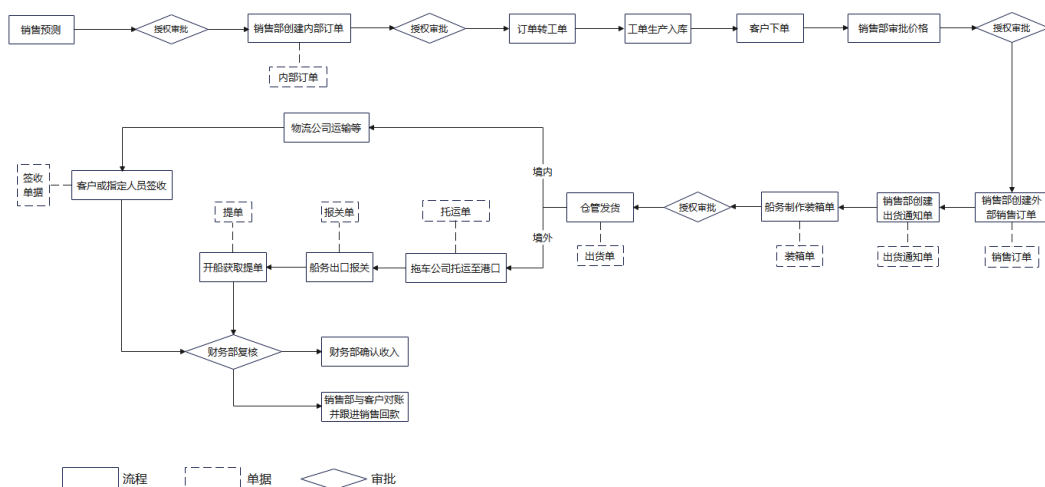 销售预测
授权审批
销售部创建内部订单
授权审批
订单转工单
工单生产入库
客户下单
销售部审批价格
授权审批
内部订单
物流公司运输等
签收
单据
客户或指定人员签收
境内
提单
报关单
托运单
仓管发货
授权审批
船务制作装箱单
销售部创建
出货通知单
销售部创建外
部销售订单
境外
出货单
装箱单
出货通知单
销售订单
开船获取提单
船务出口报关
拖车公司托运至港口
财务部复核
财务部确认收入
销售部与客户对账
并跟进销售回款
流程
单据
审批